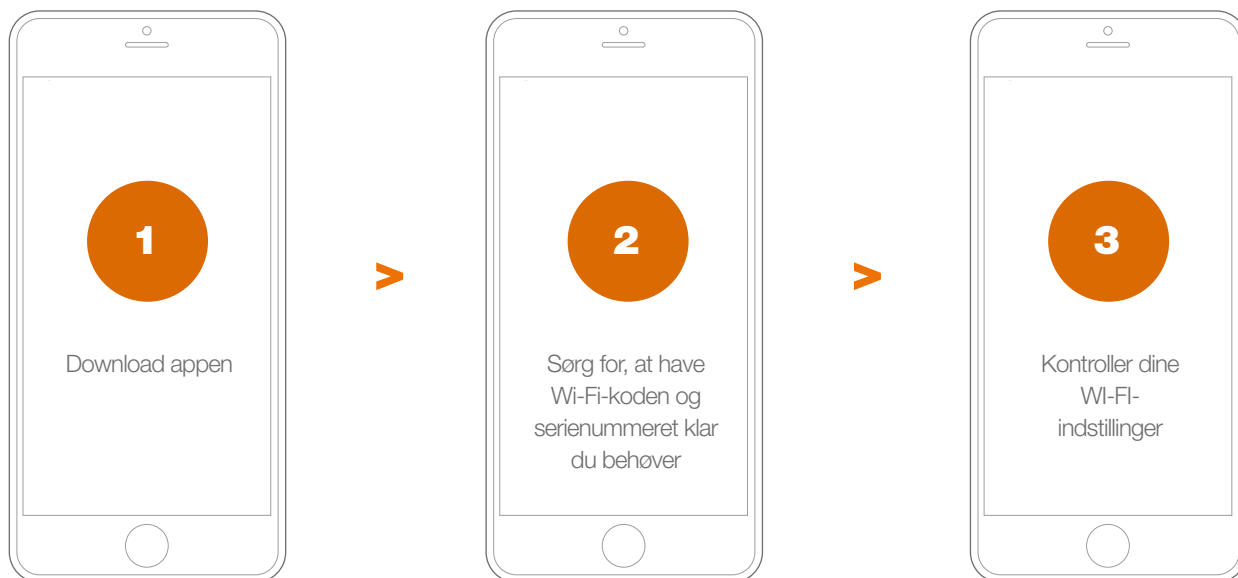 1
Download appen
>
2
Sørg for, at have
Wi-Fi-koden og
serienummeret klar
du behøver
>
3
Kontroller dine
WI-FI-
indstillinger